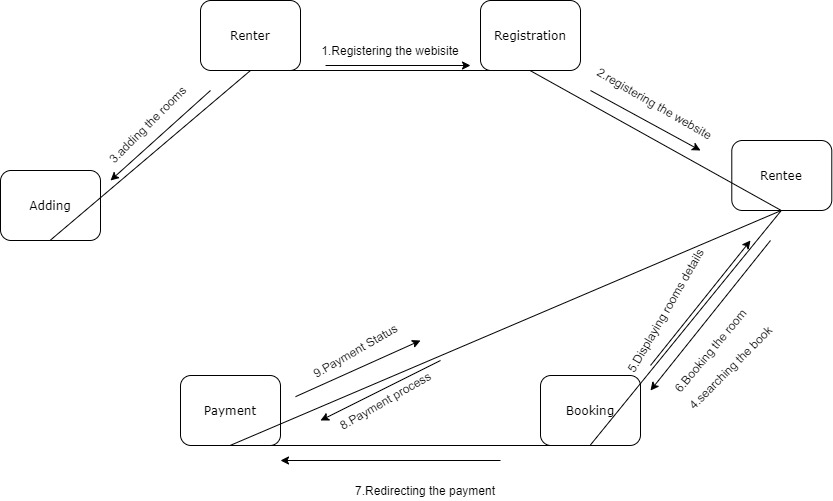 Renter
1.Registering the webisite
Registration
2.registering the website
3.adding the rooms
Rentee
Adding
5.Displaying rooms details
6.Booking the room
4.searching the book
9.Payment Status
8.Payment process
Payment
Booking
7.Redirecting the payment